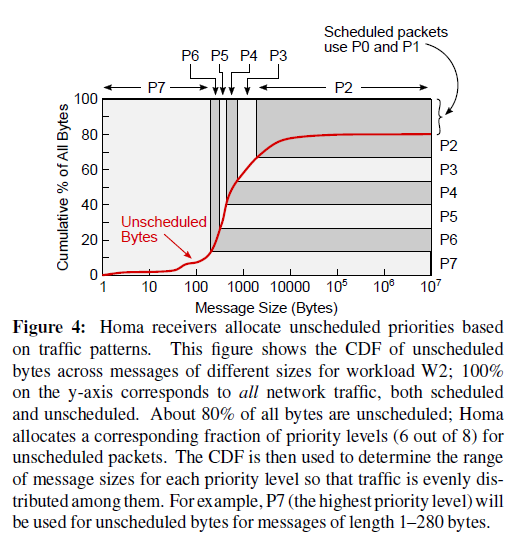 Scheduled packets
use P0 and P1
P6 P5 P4 P3
P7 P2
100
80
60
40
20
0
Cumulative % of All Bytes
Unscheduled
Bytes
P2
P3
P4
P5
P6
P7
1 10 100 1000 10000 10⁵ 10⁶ 10⁷
Message Size (Bytes)
Figure 4: Homa receivers allocate unscheduled priorities based
on traffic patterns. This figure shows the CDF of unscheduled
bytes across messages of different sizes for workload W2; 100%
on the y-axis corresponds to all network traffic, both scheduled
and unscheduled. About 80% of all bytes are unscheduled; Homa
allocates a corresponding fraction of priority levels (6 out of 8) for
unscheduled packets. The CDF is then used to determine the range
of message sizes for each priority level so that traffic is evenly dis-
tributed among them. For example, P7 (the highest priority level) will
be used for unscheduled bytes for messages of length 1–280 bytes.